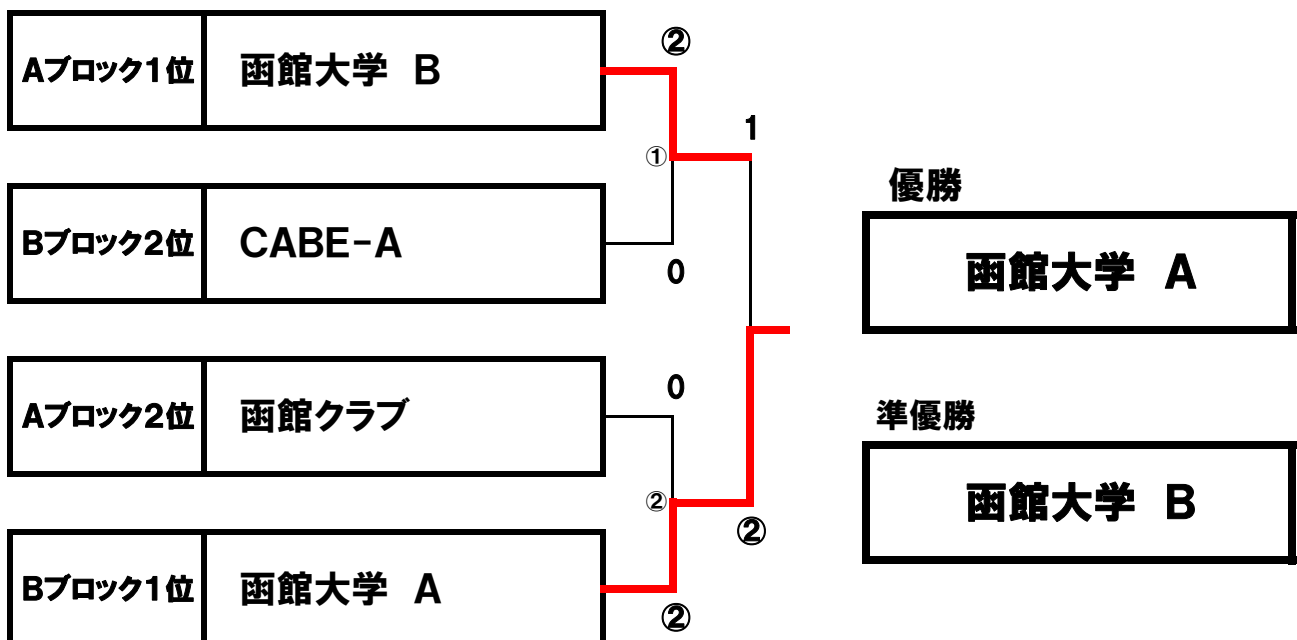 ②
Aブロック1位 函館大学 B
1
①
優勝
Bブロック2位 CABE-A
函館大学 A
0
0
Aブロック2位 函館クラブ
準優勝
②
函館大学 B
②
Bブロック1位 函館大学 A
②